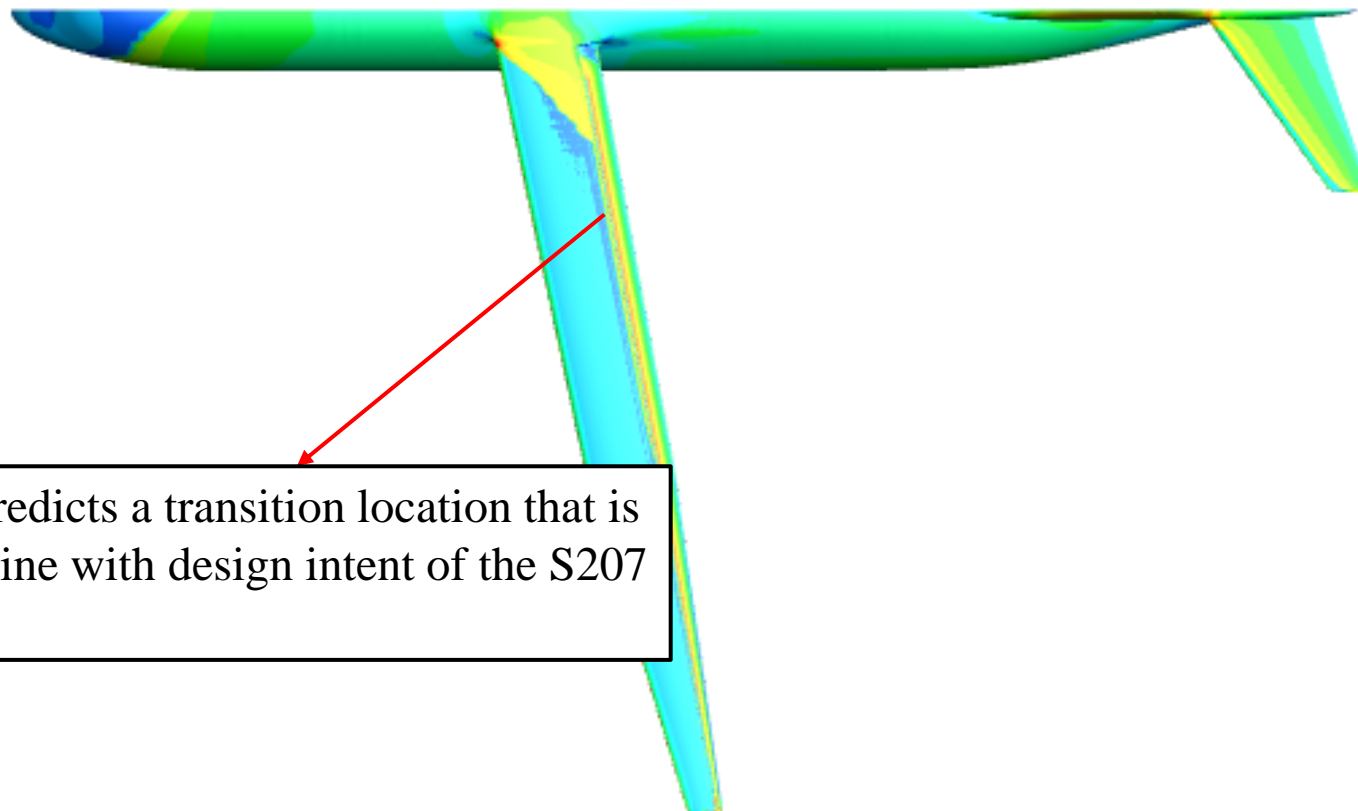 redicts a transition location that is
ine with design intent of the S207